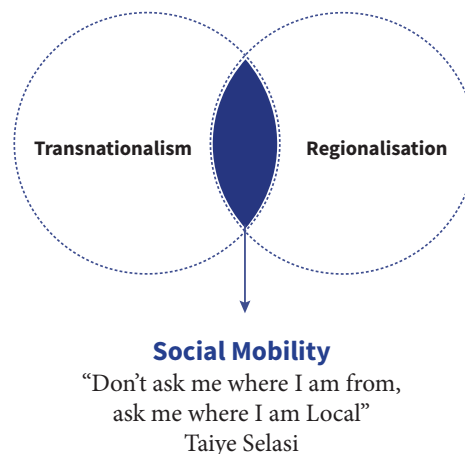 Transnationalism
Regionalisation
Social Mobility
“Don’t ask me where I am from,
ask me where I am Local”
Taiye Selasi